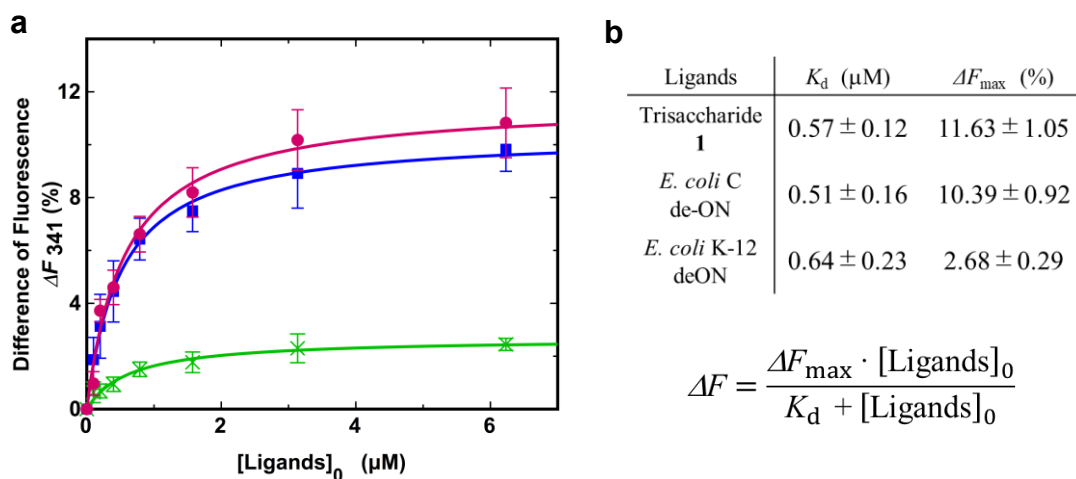 a
Difference of Fluorescence
ΔF 341 (%)
12
8
4
0
0
2
4
6
[Ligands]0 (μM)
b
Ligands Kd (μM) ΔFmax (%)
Trisaccharide
1
0.57 ± 0.12 11.63 ± 1.05
E. coli C
de-ON
0.51 ± 0.16 10.39 ± 0.92
E. coli K-12
deON
0.64 ± 0.23 2.68 ± 0.29
ΔF = ΔFmax · [Ligands]0
Kd + [Ligands]0